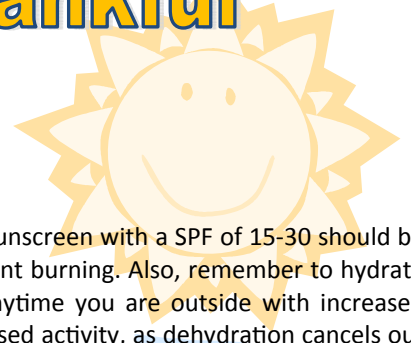 ankful
unscreen with a SPF of 15-30 should b
nt burning. Also, remember to hydrat
nytime you are outside with increase
sed activity, as dehydration cancels ou